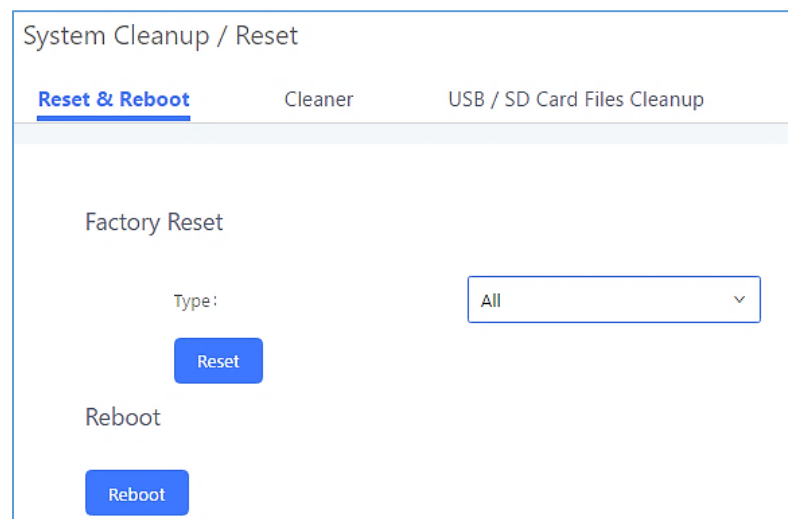 System Cleanup / Reset
Reset & Reboot Cleaner USB / SD Card Files Cleanup
Factory Reset
Type: All
Reset
Reboot
Reboot